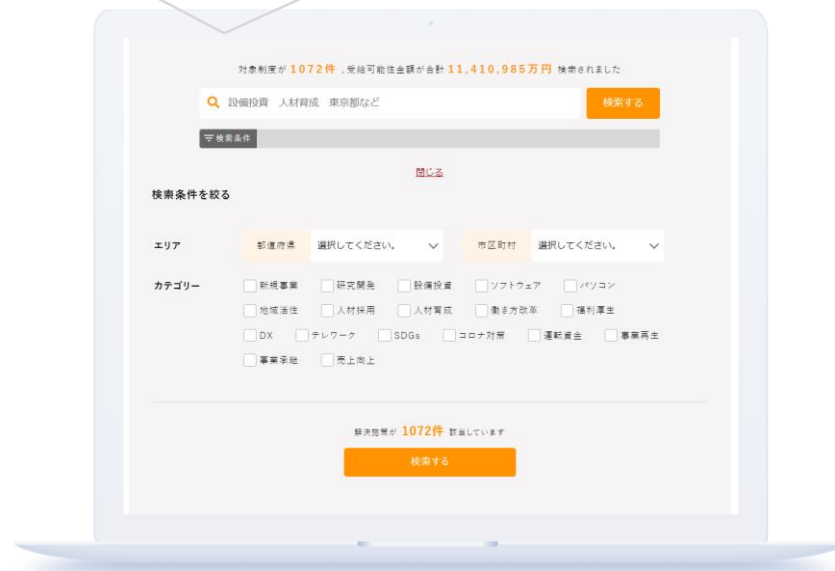 対象制度が 1072件 、受給可能性金額が合計 11,410,985万円 検索されました
設備投資 人材育成 東京都など 検索する
検索条件
閉じる
検索条件を絞る
エリア 都道府県 選択してください。 市区町村 選択してください。
カテゴリー 新規事業 研究開発 設備投資 ソフトウェア パソコン
地域活性 人材採用 人材育成 働き方改革 福利厚生
DX テレワーク SDGs コロナ対策 運転資金 事業再生
事業承継 売上向上
解決施策が 1072件 該当しています
検索する